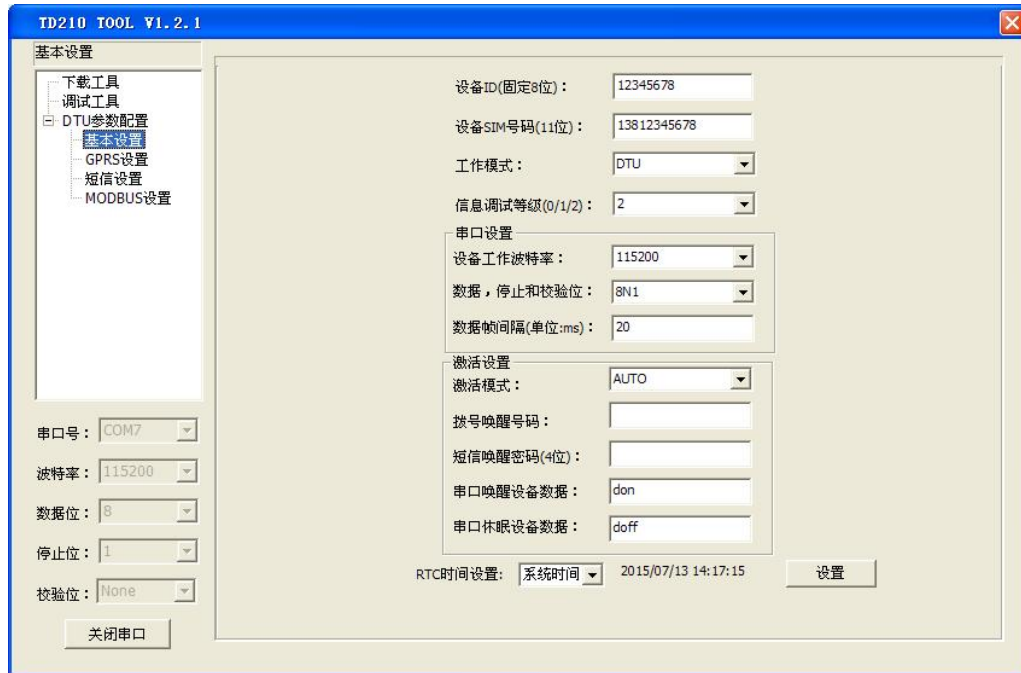 TD210 TOOL V1.2.1
基本设置
下载工具
调试工具
DTU参数配置
基本设置
GPRS设置
短信设置
MODBUS设置
串口号： COM7
波特率： 115200
数据位： 8
停止位： 1
校验位： None
关闭串口
设备ID(固定8位)： 12345678
设备SIM号码(11位)： 13812345678
工作模式： DTU
信息调试等级(0/1/2)： 2
串口设置
设备工作波特率： 115200
数据，停止和校验位： 8N1
数据帧间隔(单位:ms)： 20
激活设置
激活模式： AUTO
拨号唤醒号码：
短信唤醒密码(4位)：
串口唤醒设备数据： don
串口休眠设备数据： doff
RTC时间设置: 系统时间 2015/07/13 14:17:15 设置